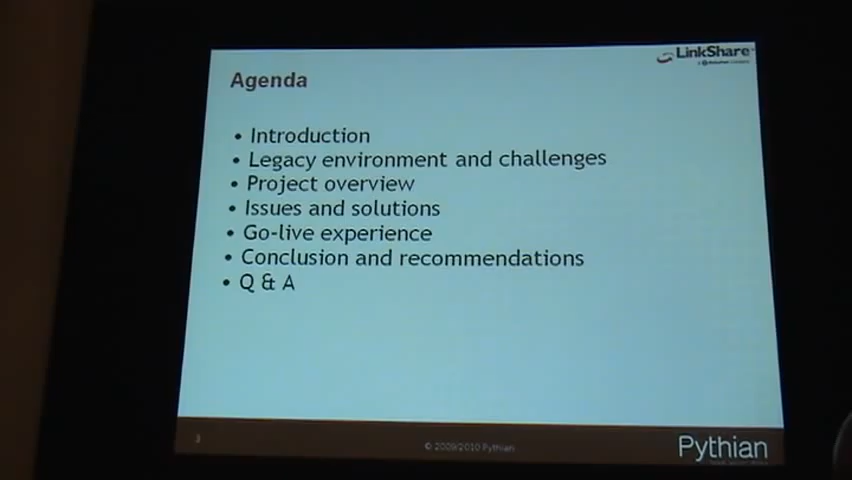 LinkShare
Agenda
• Introduction
• Legacy environment and challenges
• Project overview
• Issues and solutions
• Go-live experience
• Conclusion and recommendations
• Q & A
3
© 2009/2010 Pythian
Pythian